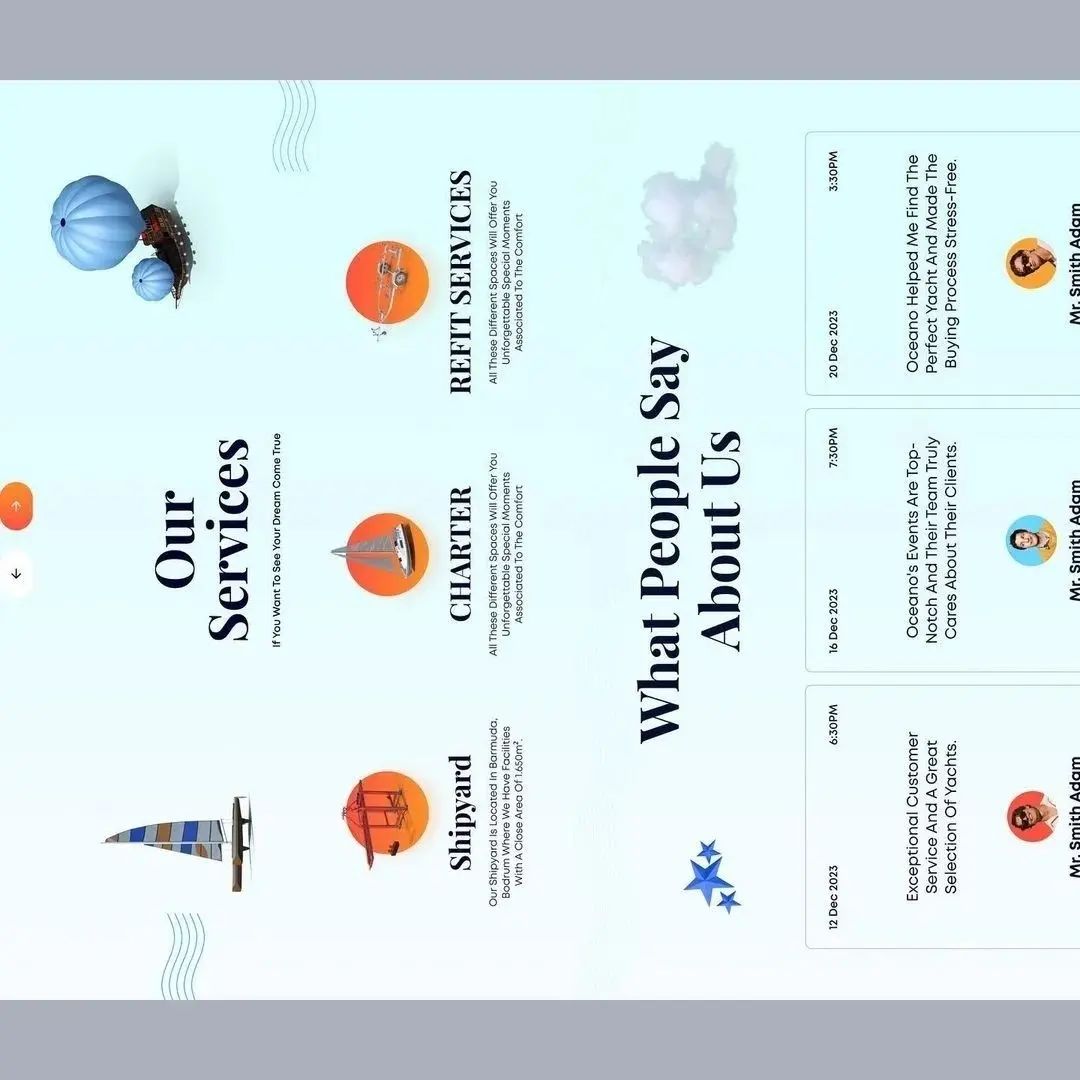 Our
Services
If You Want To See Your Dream Come True
Shipyard
Our Shipyard Is Located In Barmuda,
Bodrum Where We Have Facilities
With A Close Area Of 1.650m².
CHARTER
All These Different Spaces Will Offer You
Unforgettable Special Moments
Associated To The Comfort
REFIT SERVICES
All These Different Spaces Will Offer You
Unforgettable Special Moments
Associated To The Comfort
What People Say
About Us
12 Dec 2023 6:30PM
Exceptional Customer
Service And A Great
Selection Of Yachts.
Mr. Smith Adam
16 Dec 2023 7:30PM
Oceano's Events Are Top-
Notch And Their Team Truly
Cares About Their Clients.
Mr. Smith Adam
20 Dec 2023 3:30PM
Oceano Helped Me Find The
Perfect Yacht And Made The
Buying Process Stress-Free.
Mr. Smith Adam